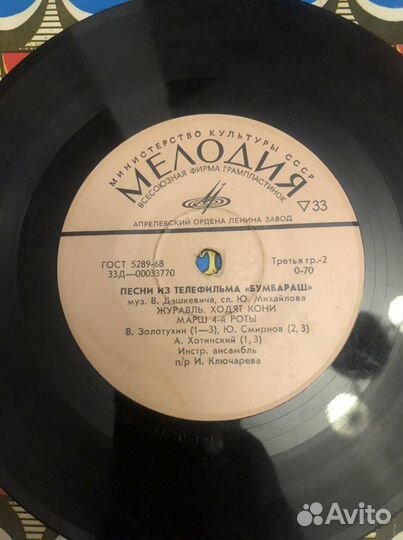 МИНИСТЕРСТВО КУЛЬТУРЫ СССР
МЕЛОДИЯ
ВСЕСОЮЗНАЯ ФИРМА ГРАМПЛАСТИНОК
▽33
АПРЕЛЕВСКИЙ ОРДЕНА ЛЕНИНА ЗАВОД
ГОСТ 5289-68
Третья гр.-2
33Д—00033770
0-70
ПЕСНИ ИЗ ТЕЛЕФИЛЬМА «БУМБАРАШ»
муз. В. Дашкевича, сл. Ю. Михайлова
ЖУРАВЛЬ. ХОДЯТ КОНИ
МАРШ 4-й РОТЫ
В. Золотухин (1—3), Ю. Смирнов (2, 3)
А. Хотинский (1, 3)
Инстр. ансамбль
п/р И. Ключарева
Avito